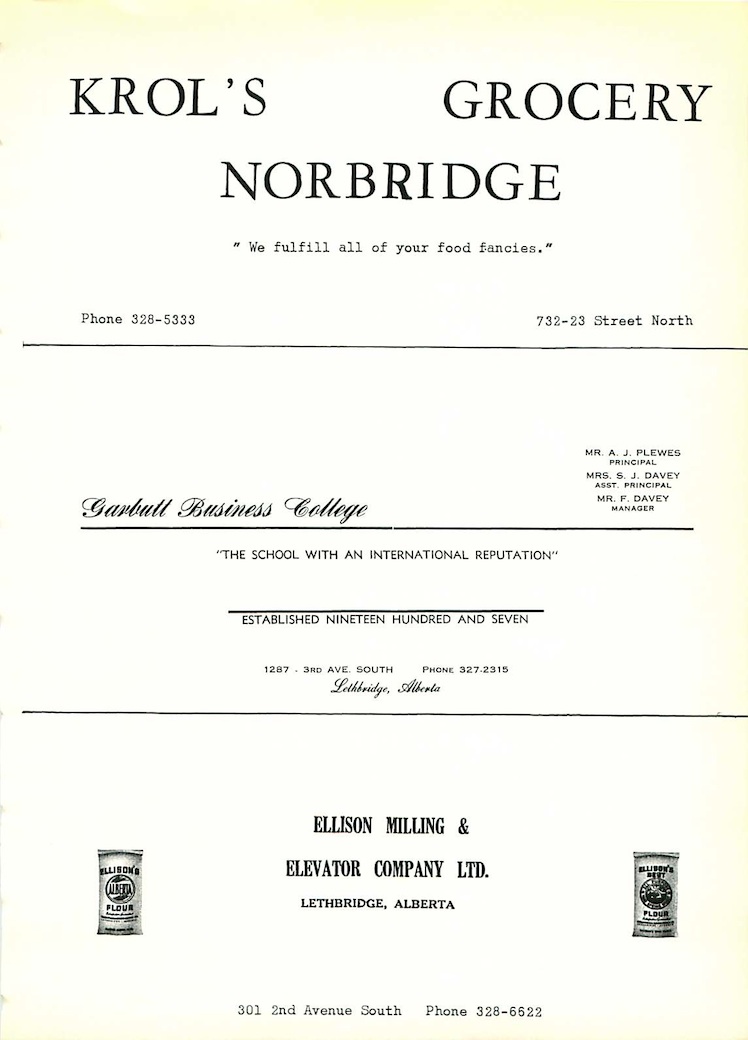 KROL'S GROCERY
NORBRIDGE
" We fulfill all of your food fancies."
Phone 328-5333 732-23 Street North
MR. A. J. PLEWES
PRINCIPAL
MRS. S. J. DAVEY
ASST. PRINCIPAL
MR. F. DAVEY
MANAGER
Garbutt Business College
"THE SCHOOL WITH AN INTERNATIONAL REPUTATION"
ESTABLISHED NINETEEN HUNDRED AND SEVEN
1287 - 3RD AVE. SOUTH PHONE 327-2315
Lethbridge, Alberta
ELLISON MILLING &
ELEVATOR COMPANY LTD.
LETHBRIDGE, ALBERTA
ELLISON'S
ALBERTA
FLOUR
ELLISON'S
BEST
FLOUR
301 2nd Avenue South Phone 328-6622